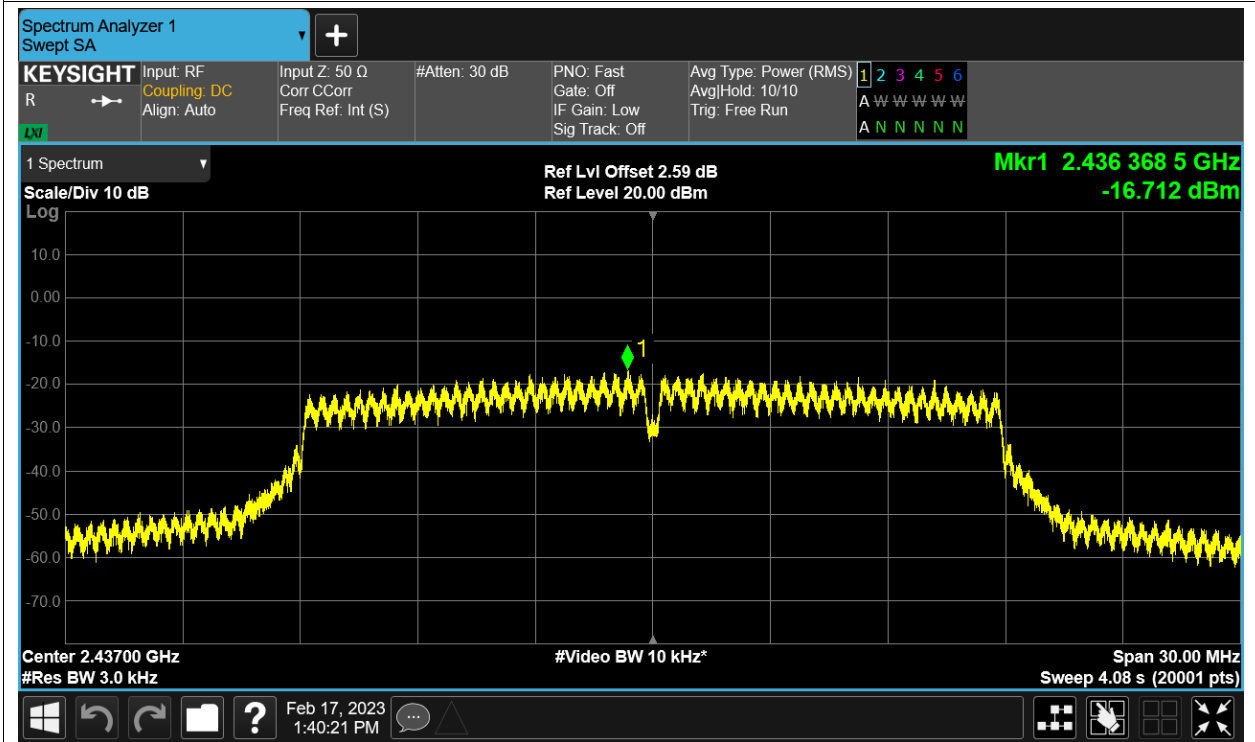 Spectrum Analyzer 1
Swept SA
+
KEYSIGHT Input: RF Input Z: 50 Ω #Atten: 30 dB PNO: Fast Avg Type: Power (RMS) 1 2 3 4 5 6
R Coupling: DC Corr CCorr Gate: Off Avg|Hold: 10/10 A W W W W W
Align: Auto Freq Ref: Int (S) IF Gain: Low Trig: Free Run
LXI Sig Track: Off A N N N N N
1 Spectrum Ref Lvl Offset 2.59 dB Mkr1 2.436 368 5 GHz
Scale/Div 10 dB Ref Level 20.00 dBm -16.712 dBm
Log
10.0
0.00
-10.0
1
-20.0
-30.0
-40.0
-50.0
-60.0
-70.0
Center 2.43700 GHz #Video BW 10 kHz* Span 30.00 MHz
#Res BW 3.0 kHz Sweep 4.08 s (20001 pts)
? Feb 17, 2023
1:40:21 PM